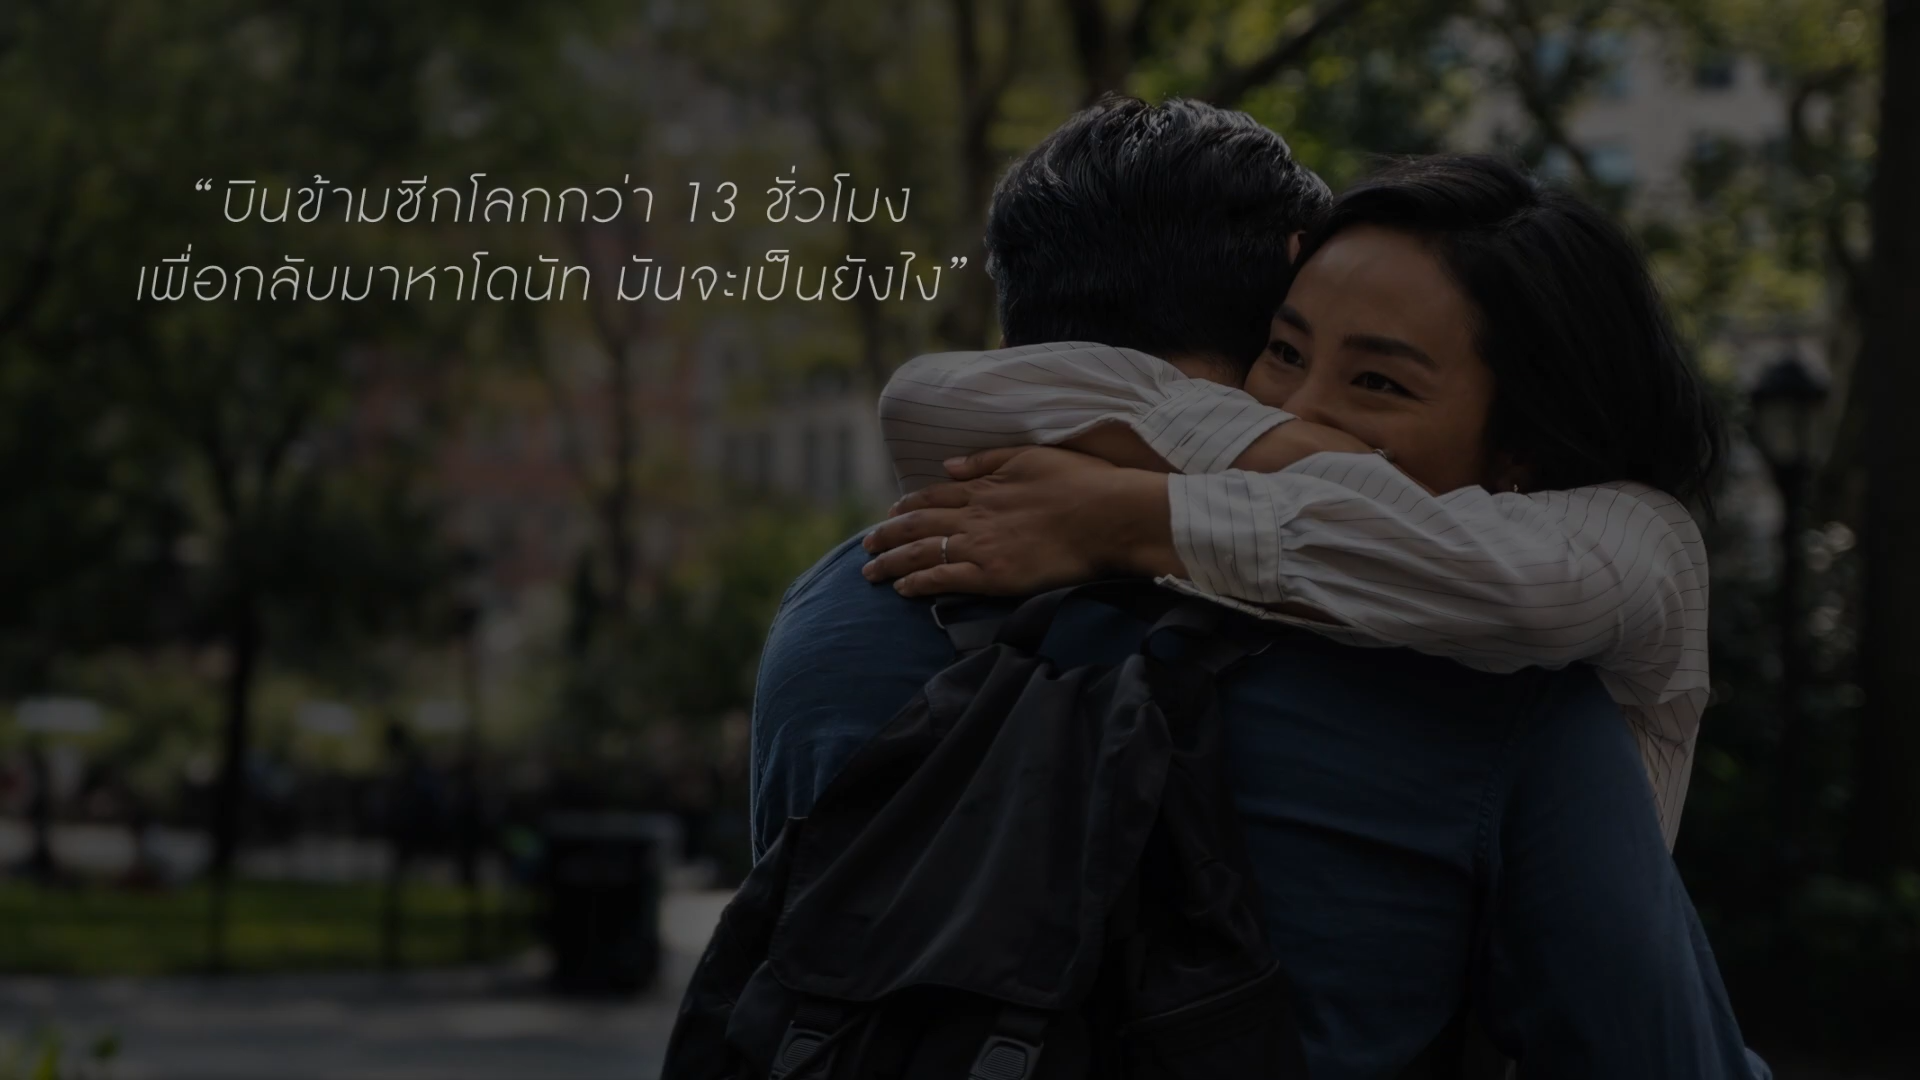 “ บินข้ามซีกโลกกว่า 13 ชั่วโมง
เพื่อกลับมาหาโดนัท มันจะเป็นยังไง”